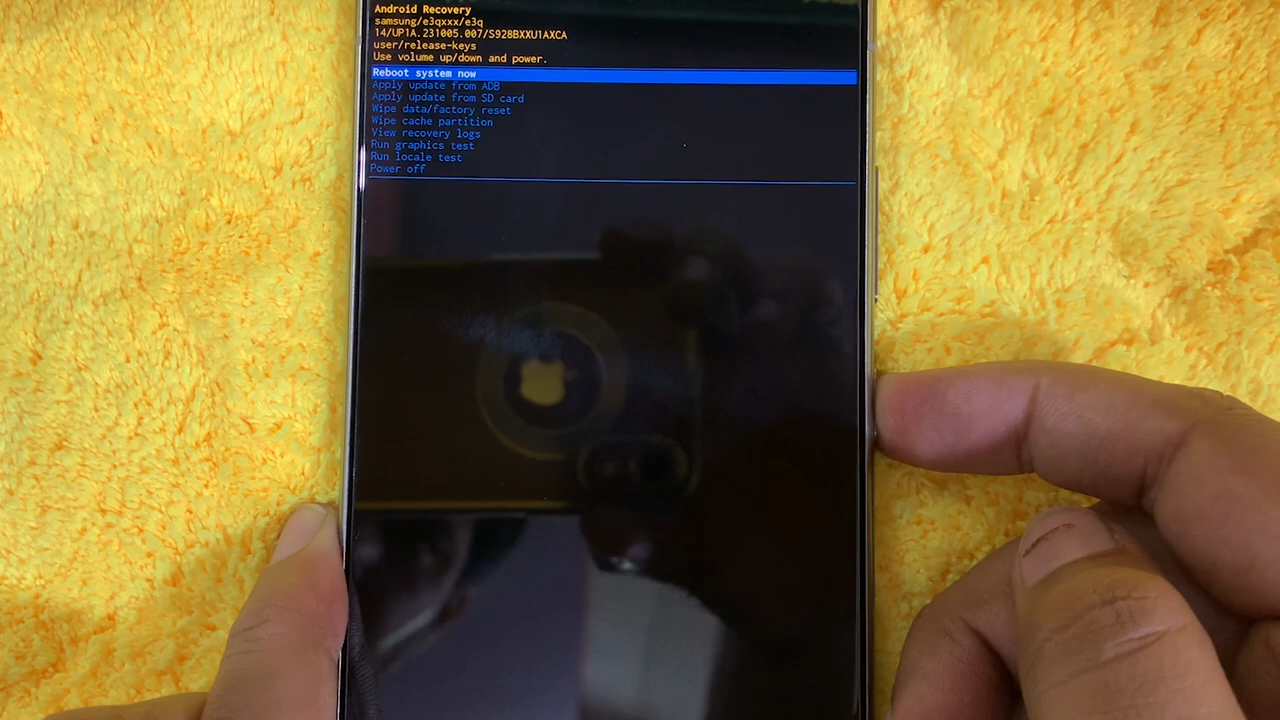 Android Recovery
samsung/e3qxxx/e3q
14/UP1A.231005.007/S928BXXU1AXCA
user/release-keys
Use volume up/down and power.
Reboot system now
Apply update from ADB
Apply update from SD card
Wipe data/factory reset
Wipe cache partition
View recovery logs
Run graphics test
Run locale test
Power off